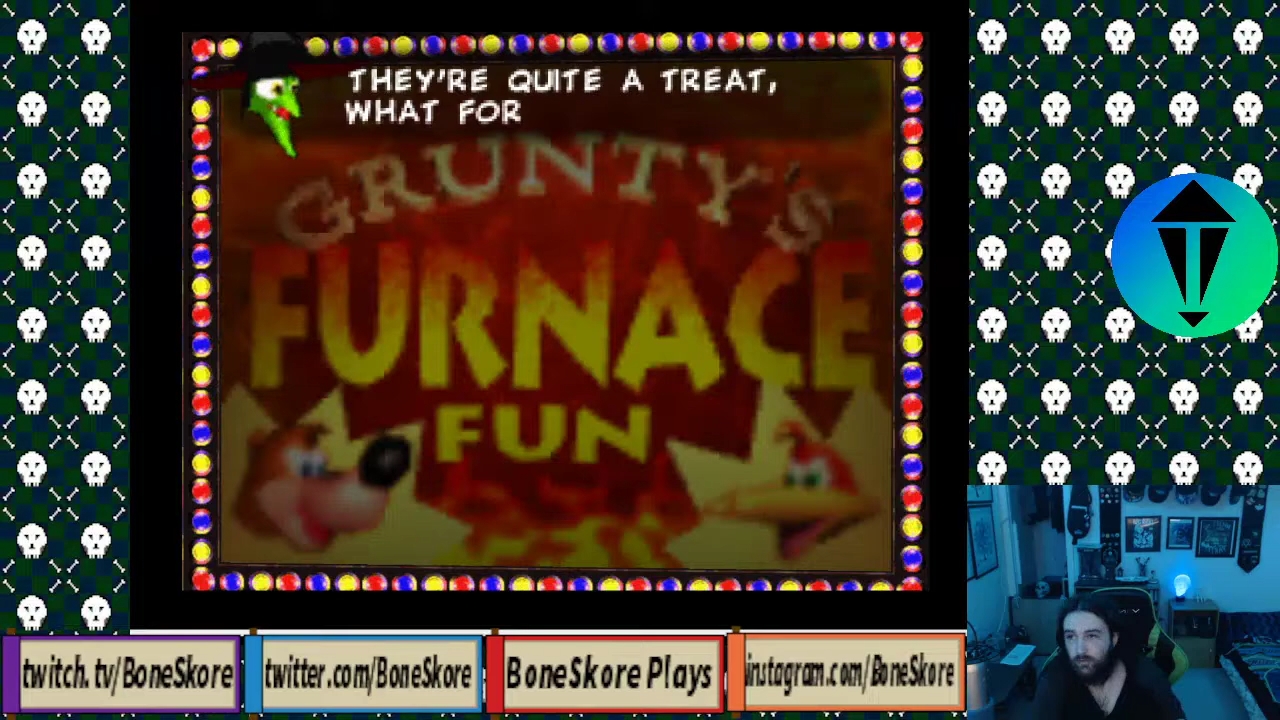 THEY'RE QUITE A TREAT,
WHAT FOR
GRUNTY'S
FURNACE
FUN
twitch.tv/BoneSkore
twitter.com/BoneSkore
BoneSkore Plays
instagram.com/BoneSkore